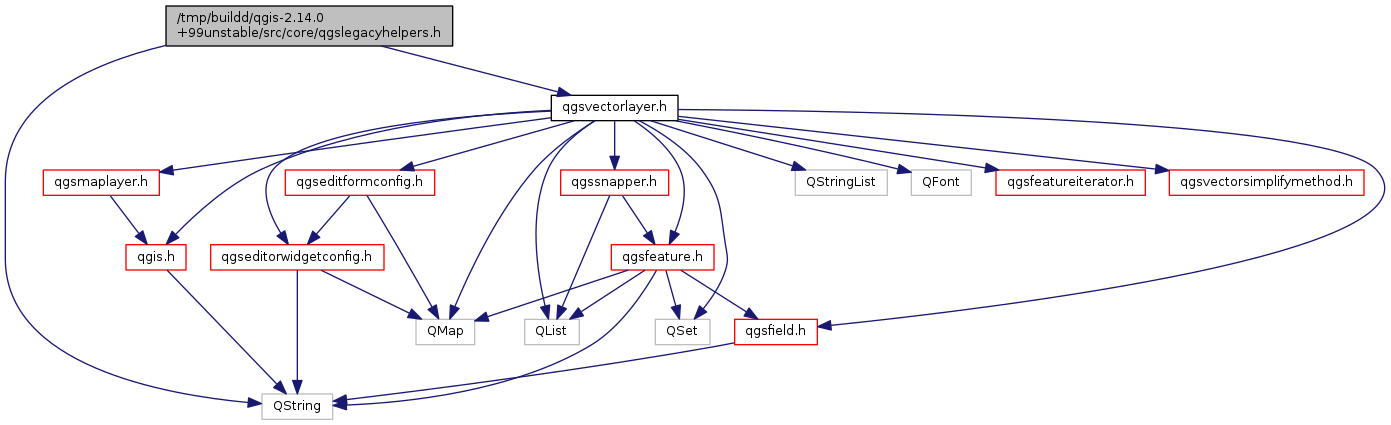 /tmp/buildd/qgis-2.14.0
+99unstable/src/core/qgslegacyhelpers.h
qgsvectorlayer.h
qgsmaplayer.h
qgseditformconfig.h
qgssnapper.h
QStringList
QFont
qgsfeatureiterator.h
qgsvectorsimplifymethod.h
qgis.h
qgseditorwidgetconfig.h
qgsfeature.h
QMap
QList
QSet
qgsfield.h
QString